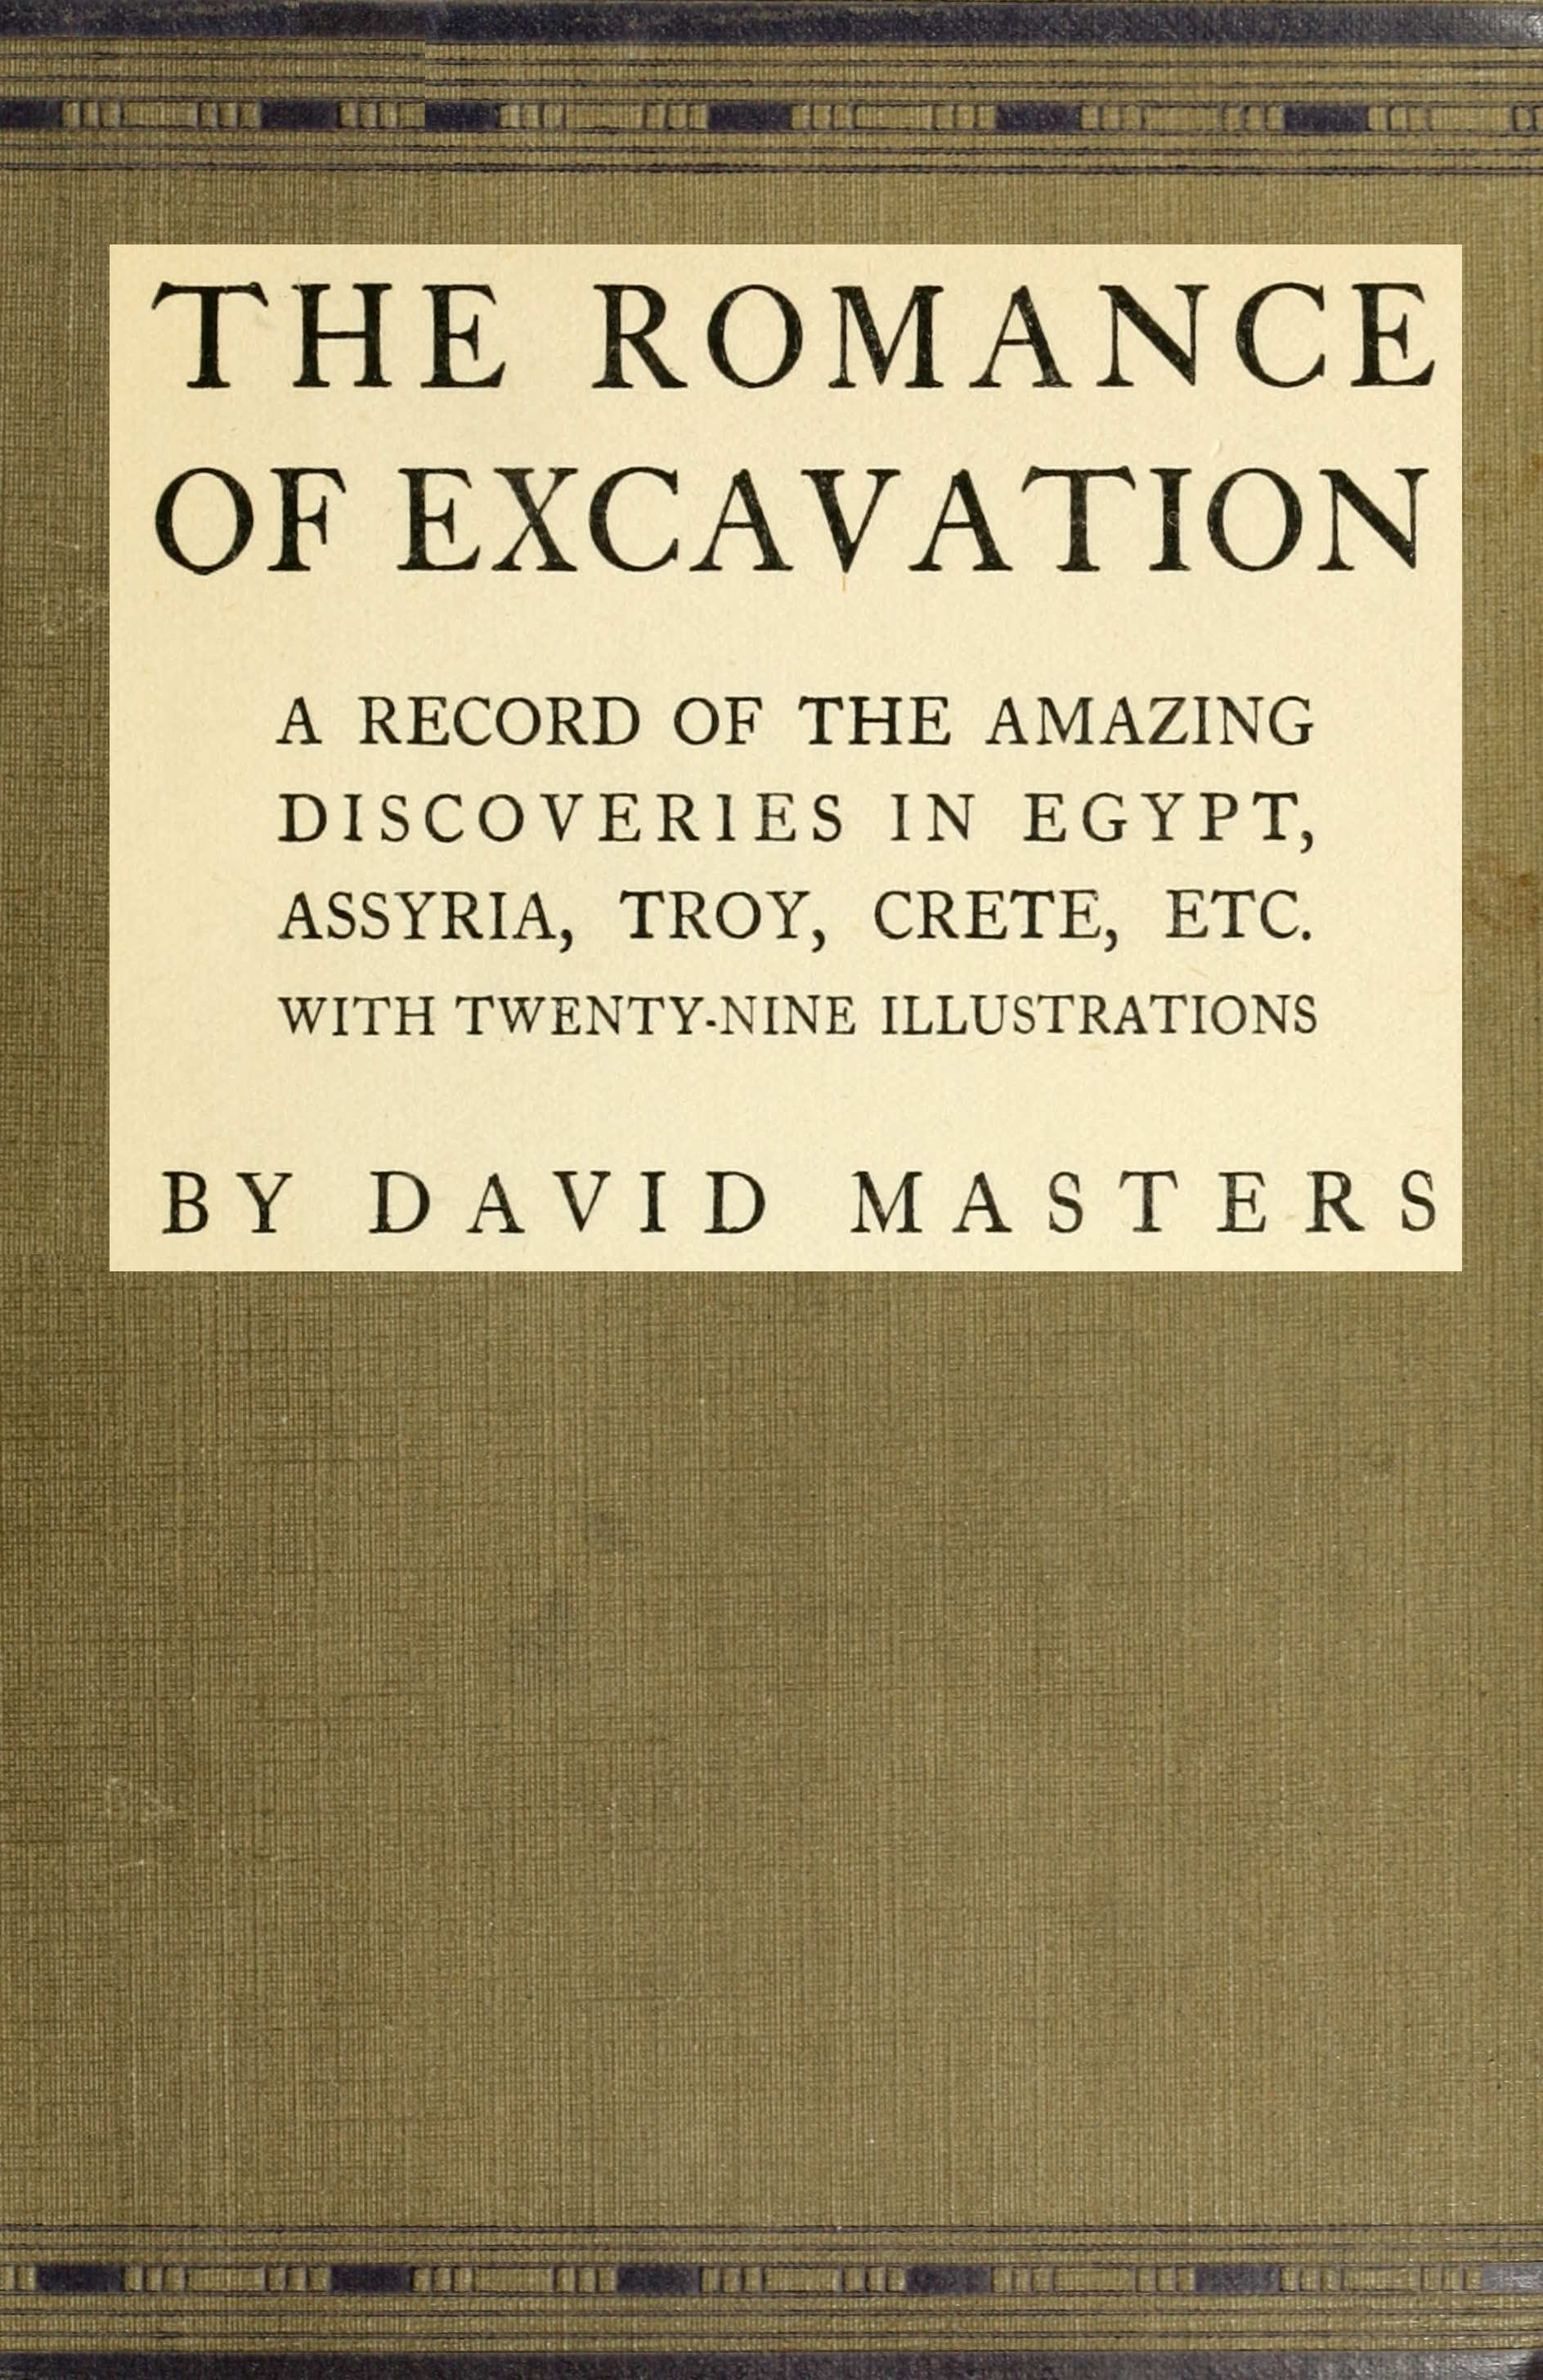 THE ROMANCE
OF EXCAVATION
A RECORD OF THE AMAZING
DISCOVERIES IN EGYPT,
ASSYRIA, TROY, CRETE, ETC.
WITH TWENTY-NINE ILLUSTRATIONS
BY DAVID MASTERS